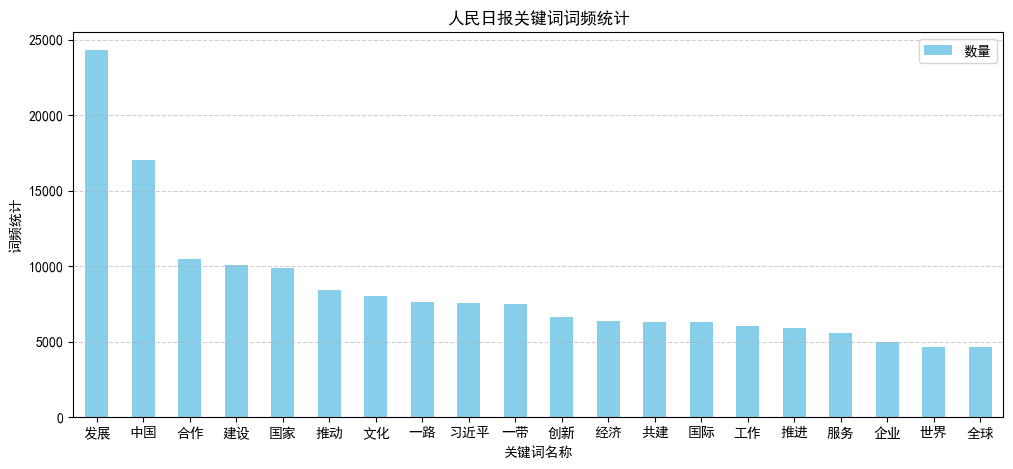 人民日报关键词词频统计
数量
词频统计
25000
20000
15000
10000
5000
0
发展 中国 合作 建设 国家 推动 文化 一路 习近平 一带 创新 经济 共建 国际 工作 推进 服务 企业 世界 全球
关键词名称